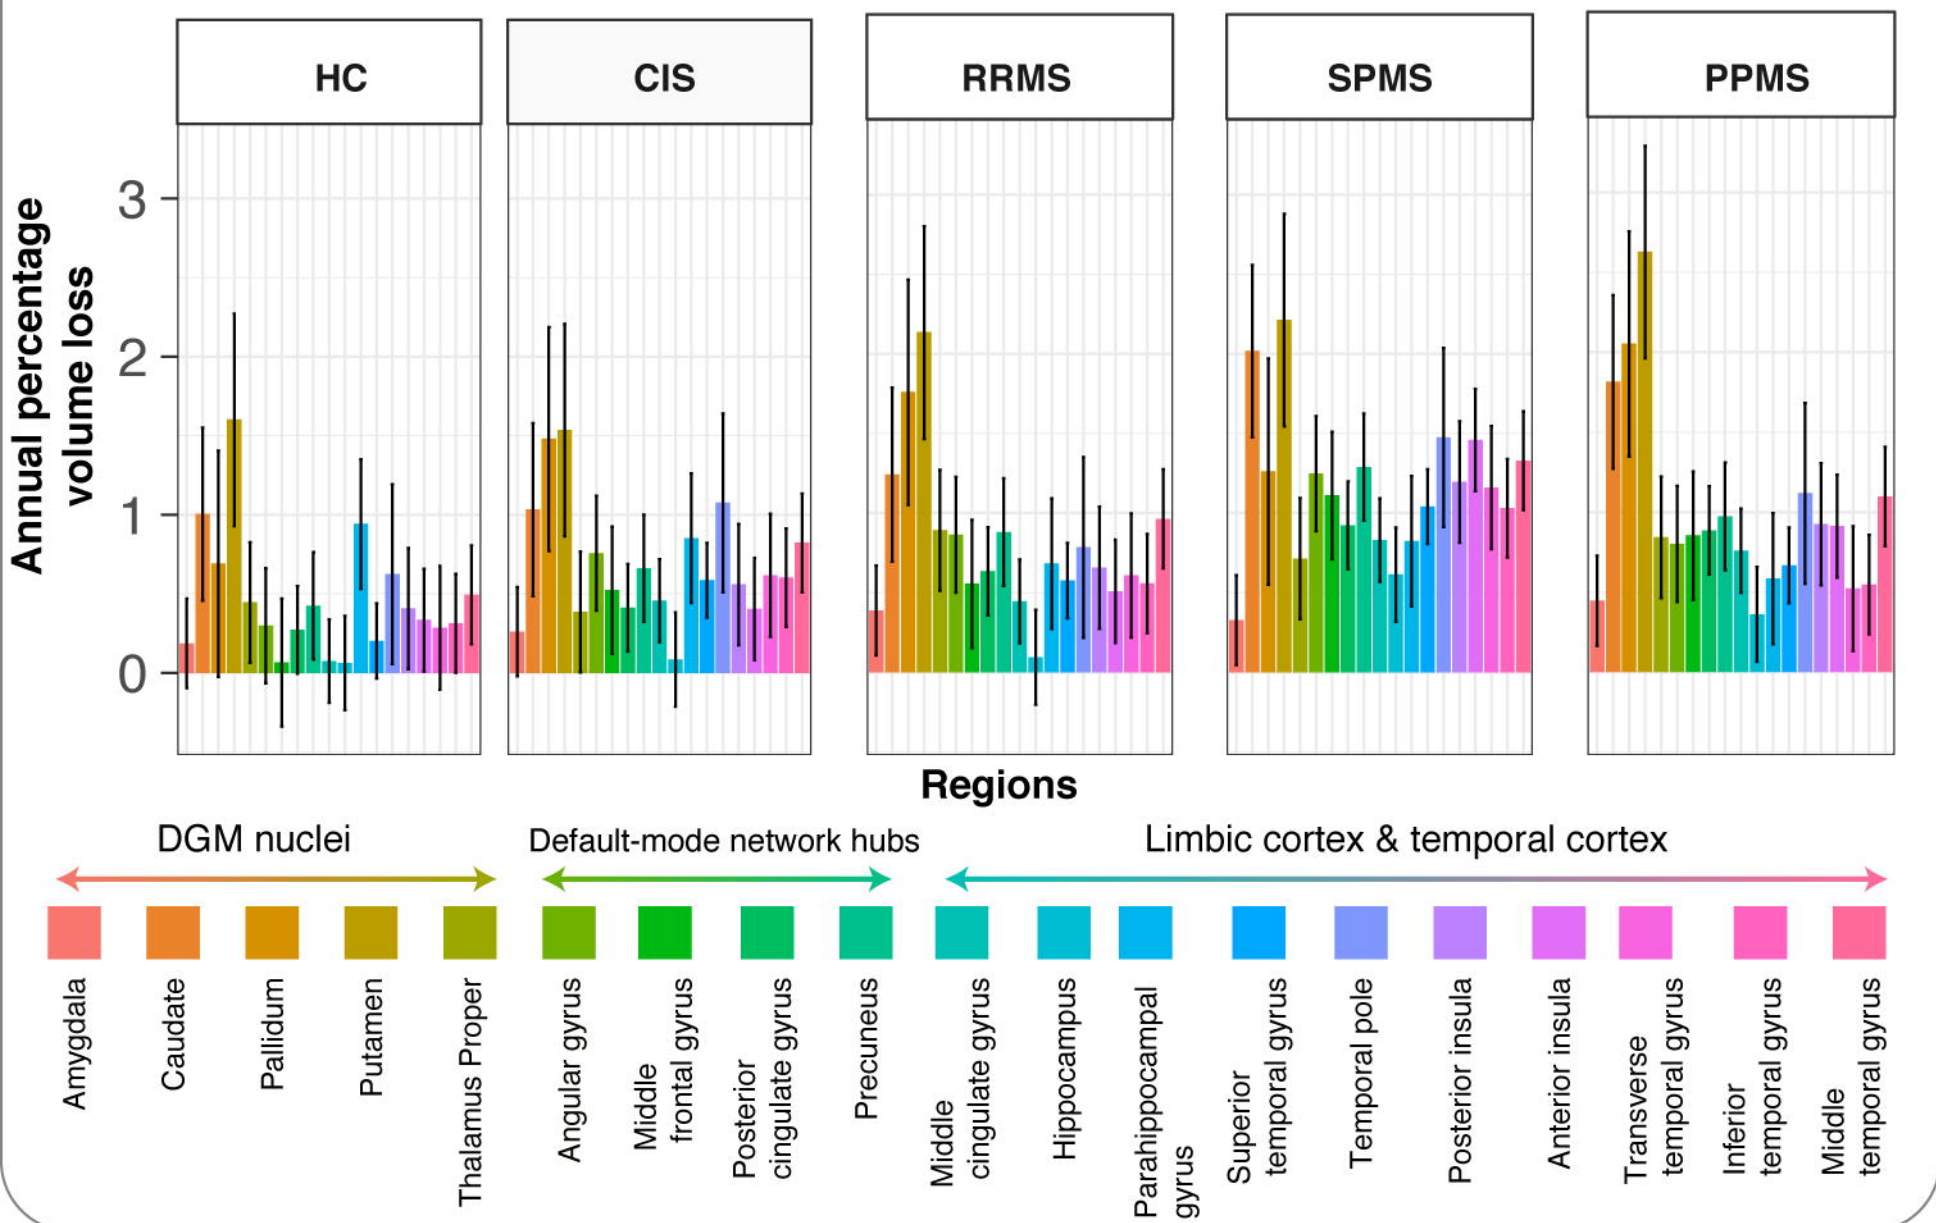 HC
CIS
RRMS
SPMS
PPMS
Annual percentage
volume loss
3
2
1
0
Regions
DGM nuclei
Default-mode network hubs
Limbic cortex & temporal cortex
Amygdala
Caudate
Pallidum
Putamen
Thalamus Proper
Angular gyrus
Middle
frontal gyrus
Posterior
cingulate gyrus
Precuneus
Middle
cingulate gyrus
Hippocampus
Parahippocampal
gyrus
Superior
temporal gyrus
Temporal pole
Posterior insula
Anterior insula
Transverse
temporal gyrus
Inferior
temporal gyrus
Middle
temporal gyrus